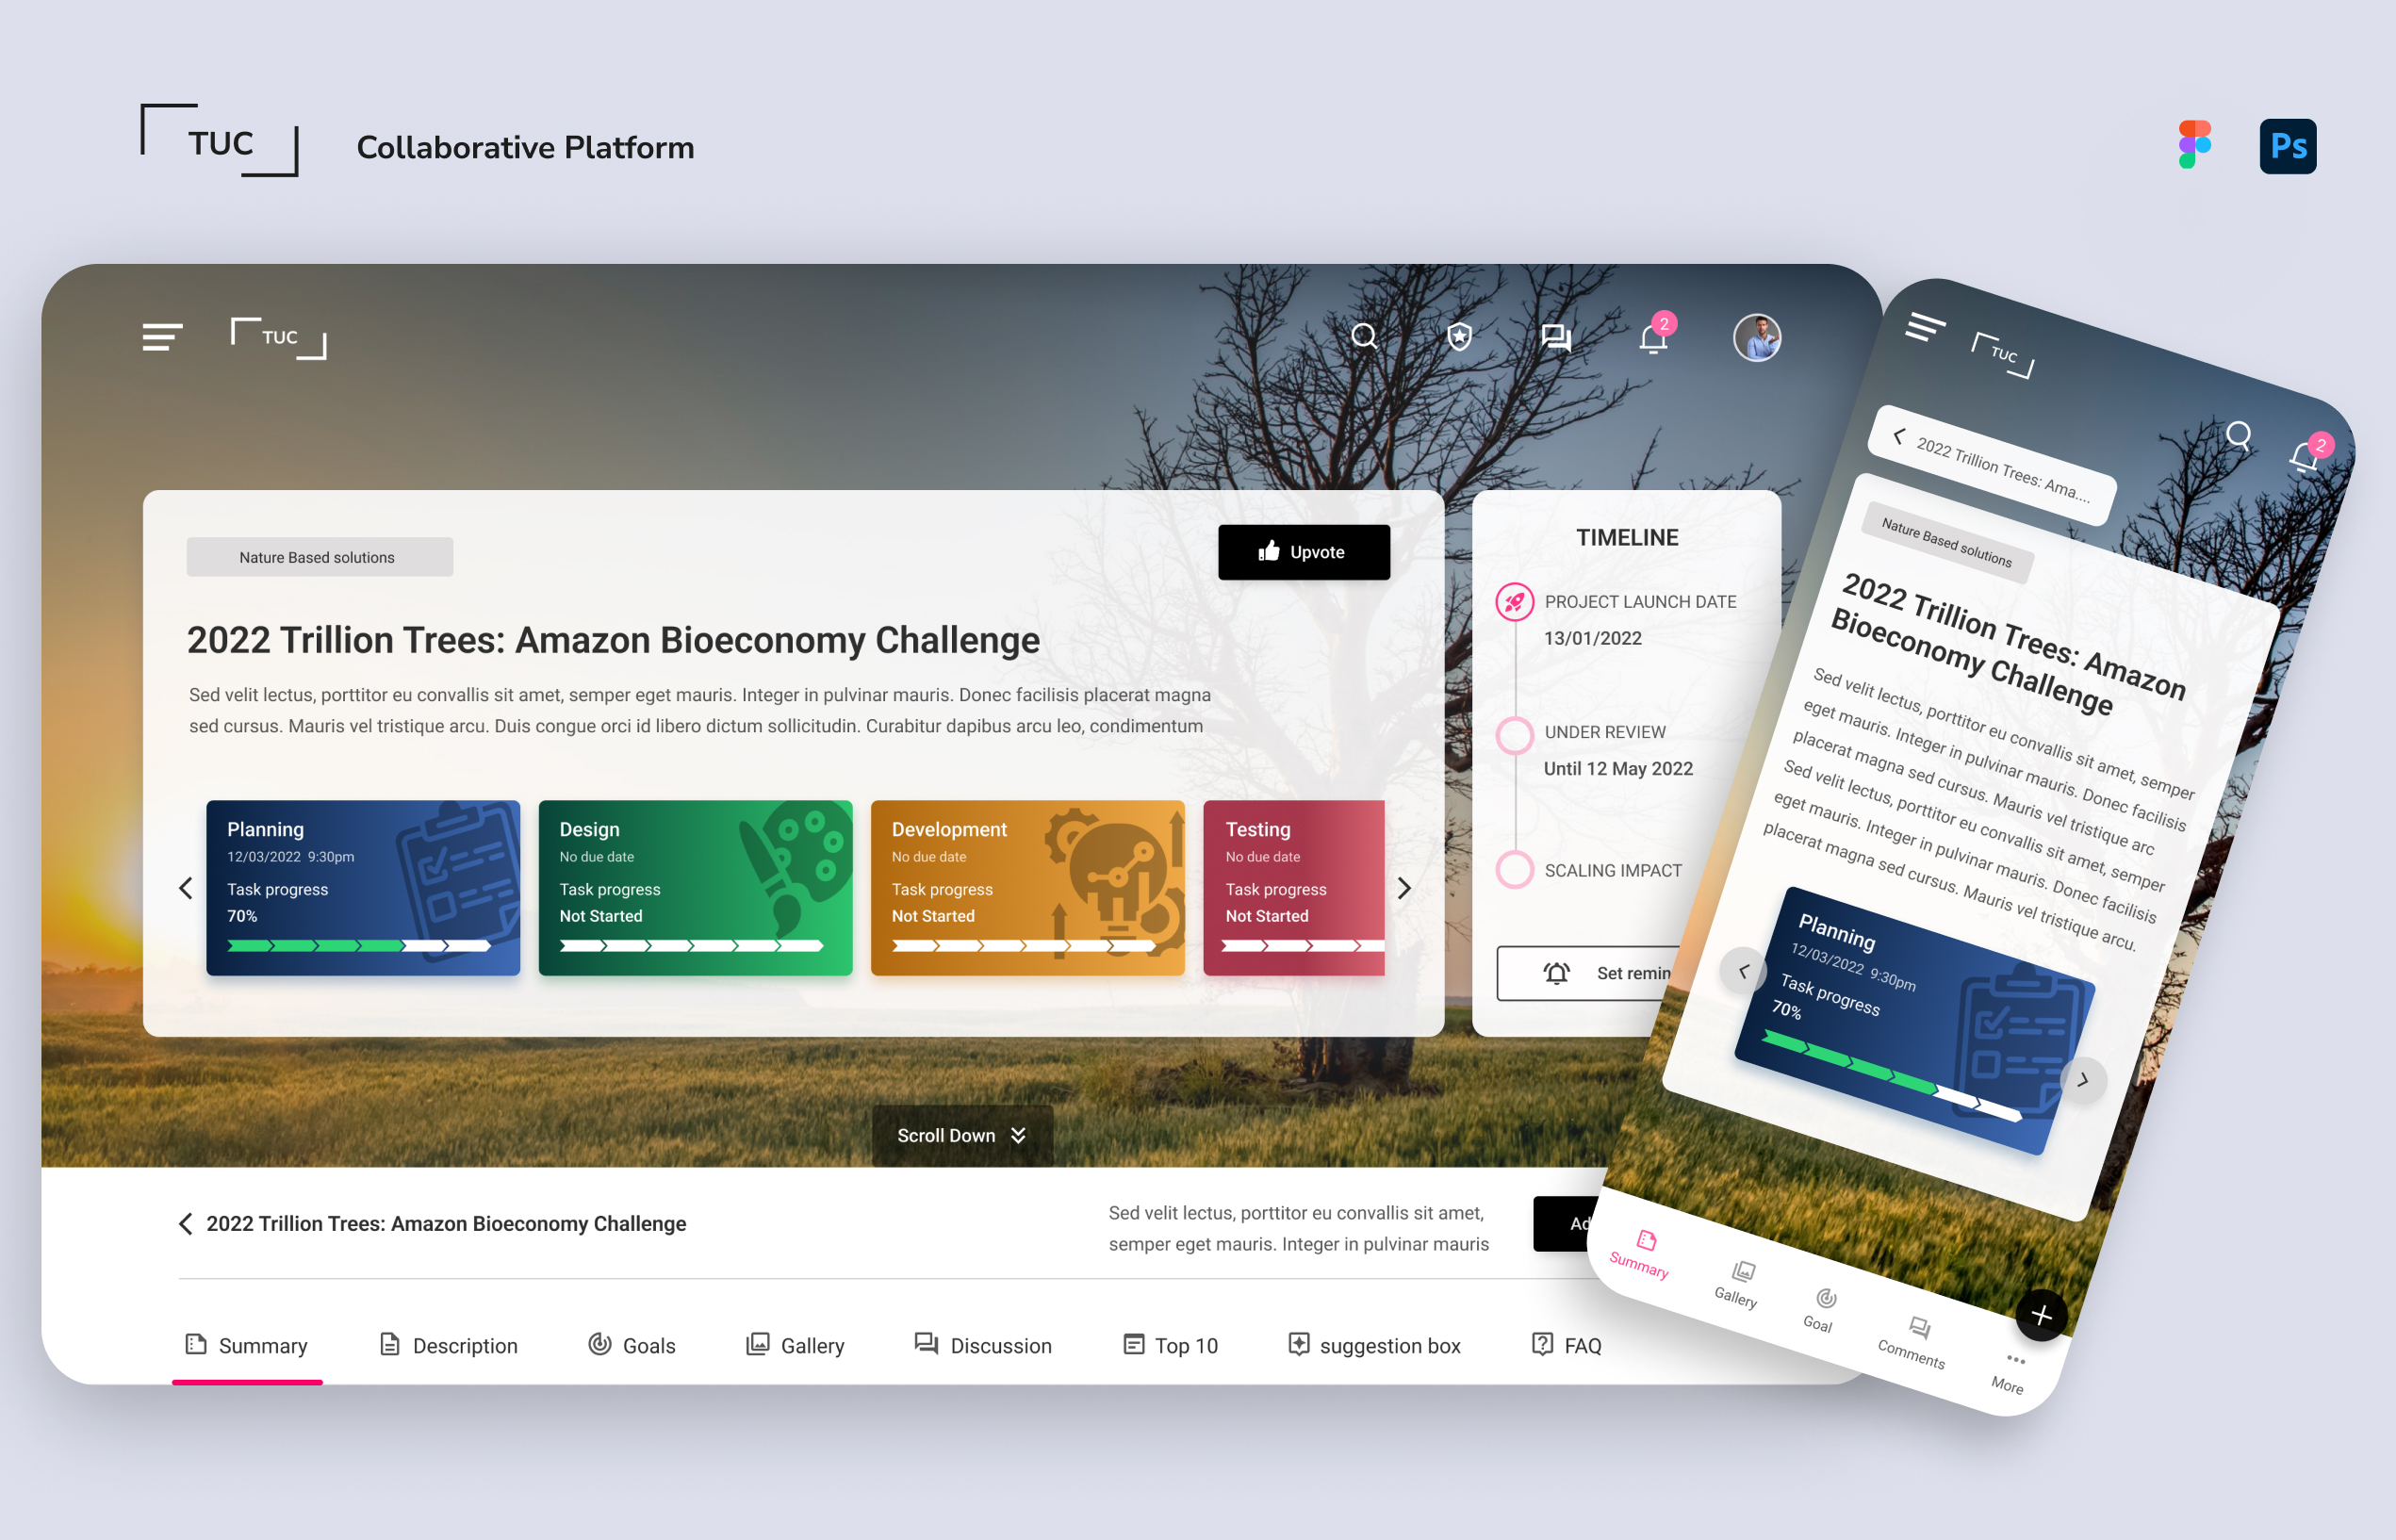 TUC
Collaborative Platform
Ps
TUC
2
Nature Based solutions
Upvote
2022 Trillion Trees: Amazon Bioeconomy Challenge
Sed velit lectus, porttitor eu convallis sit amet, semper eget mauris. Integer in pulvinar mauris. Donec facilisis placerat magna
sed cursus. Mauris vel tristique arcu. Duis congue orci id libero dictum sollicitudin. Curabitur dapibus arcu leo, condimentum
Planning
12/03/2022 9:30pm
Task progress
70%
Design
No due date
Task progress
Not Started
Development
No due date
Task progress
Not Started
Testing
No due date
Task progress
Not Started
TIMELINE
PROJECT LAUNCH DATE
13/01/2022
UNDER REVIEW
Until 12 May 2022
SCALING IMPACT
Set remin
Scroll Down
2022 Trillion Trees: Amazon Bioeconomy Challenge
Sed velit lectus, porttitor eu convallis sit amet,
semper eget mauris. Integer in pulvinar mauris
Ad
Summary
Description
Goals
Gallery
Discussion
Top 10
suggestion box
FAQ
TUC
2
2022 Trillion Trees: Ama....
Nature Based solutions
2022 Trillion Trees: Amazon
Bioeconomy Challenge
Sed velit lectus, porttitor eu convallis sit amet, semper
eget mauris. Integer in pulvinar mauris. Donec facilisis
placerat magna sed cursus. Mauris vel tristique arc
Sed velit lectus, porttitor eu convallis sit amet, semper
eget mauris. Integer in pulvinar mauris. Donec facilisis
placerat magna sed cursus. Mauris vel tristique arcu.
Planning
12/03/2022 9:30pm
Task progress
70%
Summary
Gallery
Goal
Comments
More